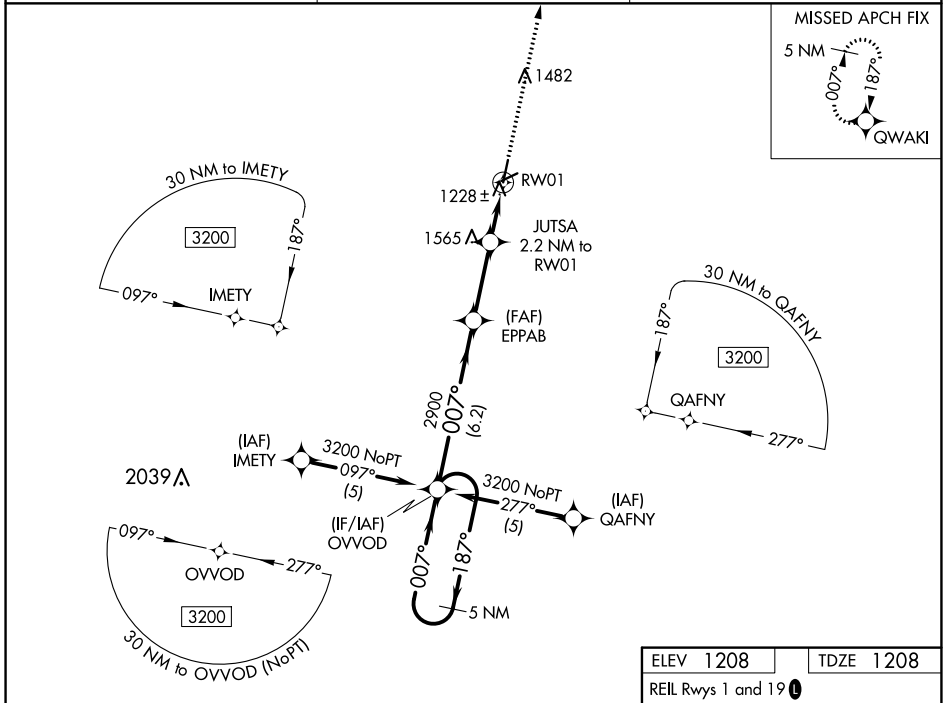 MISSED APCH FIX
5 NM
007°
187°
QWAKI
1482
30 NM to IMETY
3200
187°
097°
IMETY
RW01
1228 ±
1565
JUTSA
2.2 NM to
RW01
(FAF)
EPPAB
30 NM to QAFNY
187°
3200
QAFNY
277°
2900
007°
(6.2)
(IAF)
IMETY
3200 NoPT
097°
(5)
2039
3200 NoPT
277°
(5)
(IAF)
QAFNY
(IF/IAF)
OVVOD
097°
OVVOD
277°
3200
30 NM to OVVOD (NoPT)
007°
187°
5 NM
ELEV 1208
TDZE 1208
REIL Rwys 1 and 19 L